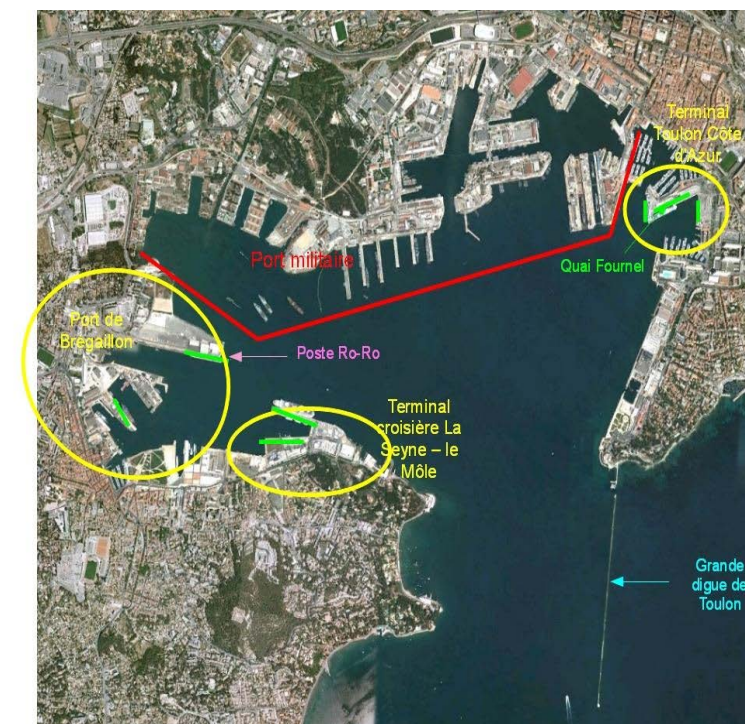 Terminal
Toulon Côte
d'Azur
Port militaire
Quai Fournel
Port de
Brégaillon
Poste Ro-Ro
Terminal
croisière La
Seyne – le
Môle
Grande
digue de
Toulon